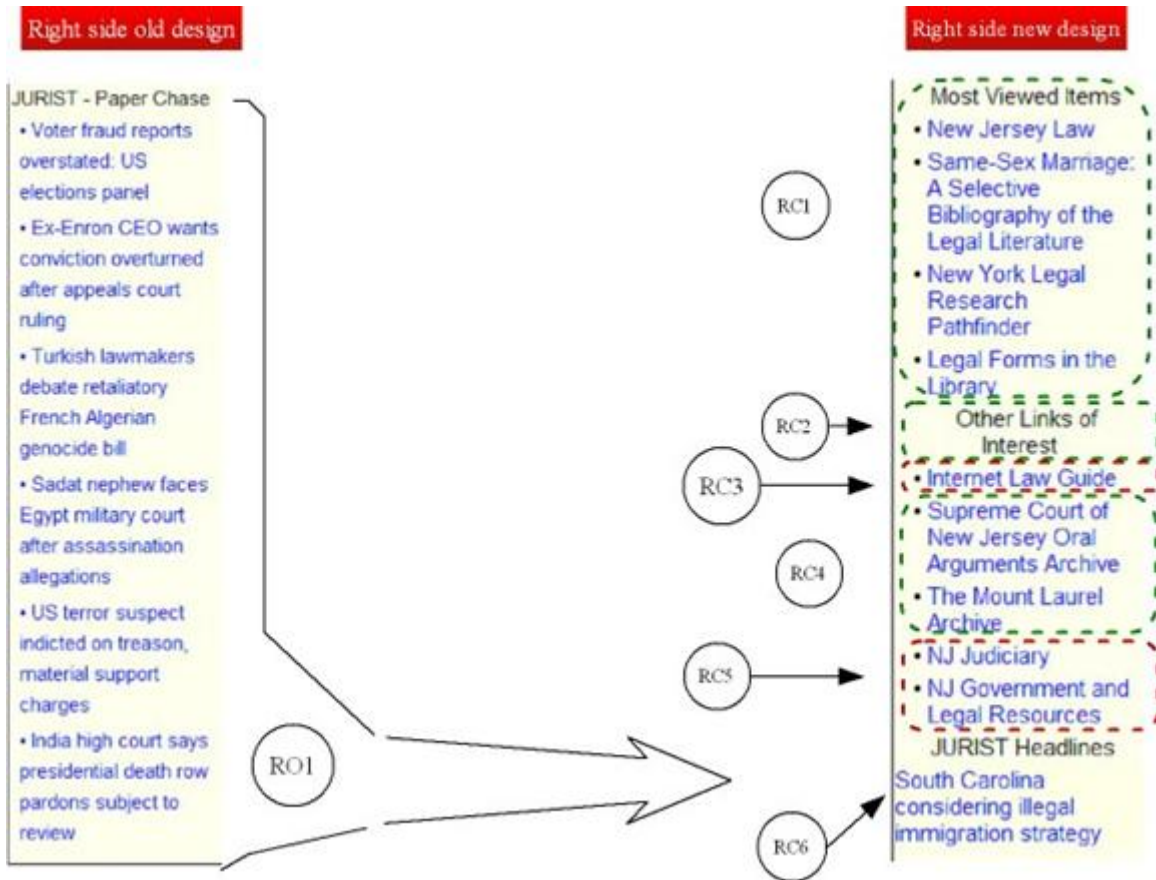 Right side old design
JURIST - Paper Chase
• Voter fraud reports
overstated: US
elections panel
• Ex-Enron CEO wants
conviction overturned
after appeals court
ruling
• Turkish lawmakers
debate retaliatory
French Algerian
genocide bill
• Sadat nephew faces
Egypt military court
after assassination
allegations
• US terror suspect
indicted on treason,
material support
charges
• India high court says
presidential death row
pardons subject to
review
RO1
RC1
RC2
RC3
RC4
RC5
RC6
Right side new design
Most Viewed Items
• New Jersey Law
• Same-Sex Marriage:
A Selective
Bibliography of the
Legal Literature
• New York Legal
Research
Pathfinder
• Legal Forms in the
Library
Other Links of
Interest
• Internet Law Guide
• Supreme Court of
New Jersey Oral
Arguments Archive
• The Mount Laurel
Archive
• NJ Judiciary
• NJ Government and
Legal Resources
JURIST Headlines
South Carolina
considering illegal
immigration strategy